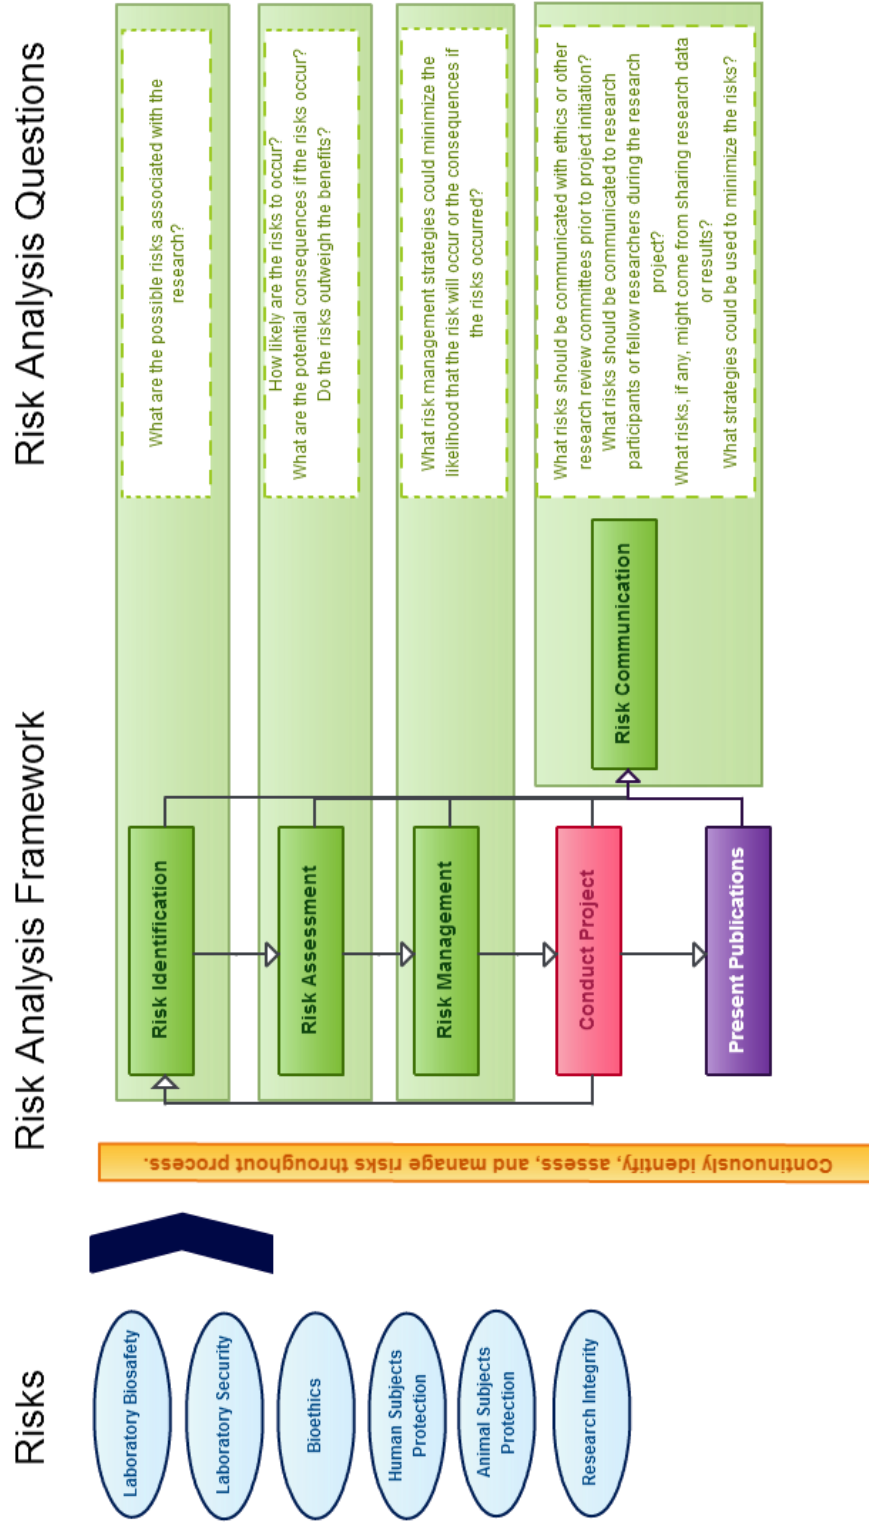 Risks
Laboratory Biosafety
Laboratory Security
Bioethics
Human Subjects
Protection
Animal Subjects
Protection
Research Integrity
Continuously identify, assess, and manage risks throughout process.
Risk Analysis Framework
Risk Identification
Risk Assessment
Risk Management
Conduct Project
Present Publications
Risk Communication
Risk Analysis Questions
What are the possible risks associated with the
research?
How likely are the risks to occur?
What are the potential consequences if the risks occur?
Do the risks outweigh the benefits?
What risk management strategies could minimize the
likelihood that the risk will occur or the consequences if
the risks occurred?
What risks should be communicated with ethics or other
research review committees prior to project initiation?
What risks should be communicated to research
participants or fellow researchers during the research
project?
What risks, if any, might come from sharing research data
or results?
What strategies could be used to minimize the risks?